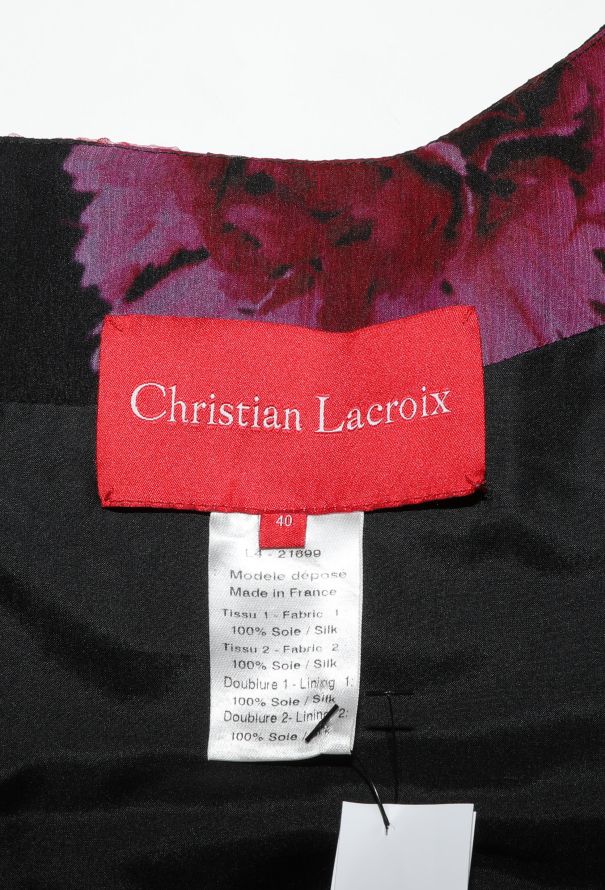 Christian Lacroix
40
L4 - 21699
Modele dépose
Made in France
Tissu 1 - Fabric 1
100% Soie / Silk
Tissu 2 - Fabric 2
100% Soie / Silk
Doublure 1 - Lining 1:
100% Soie / Silk
Doublure 2- Lining 2:
100% Soie / Silk